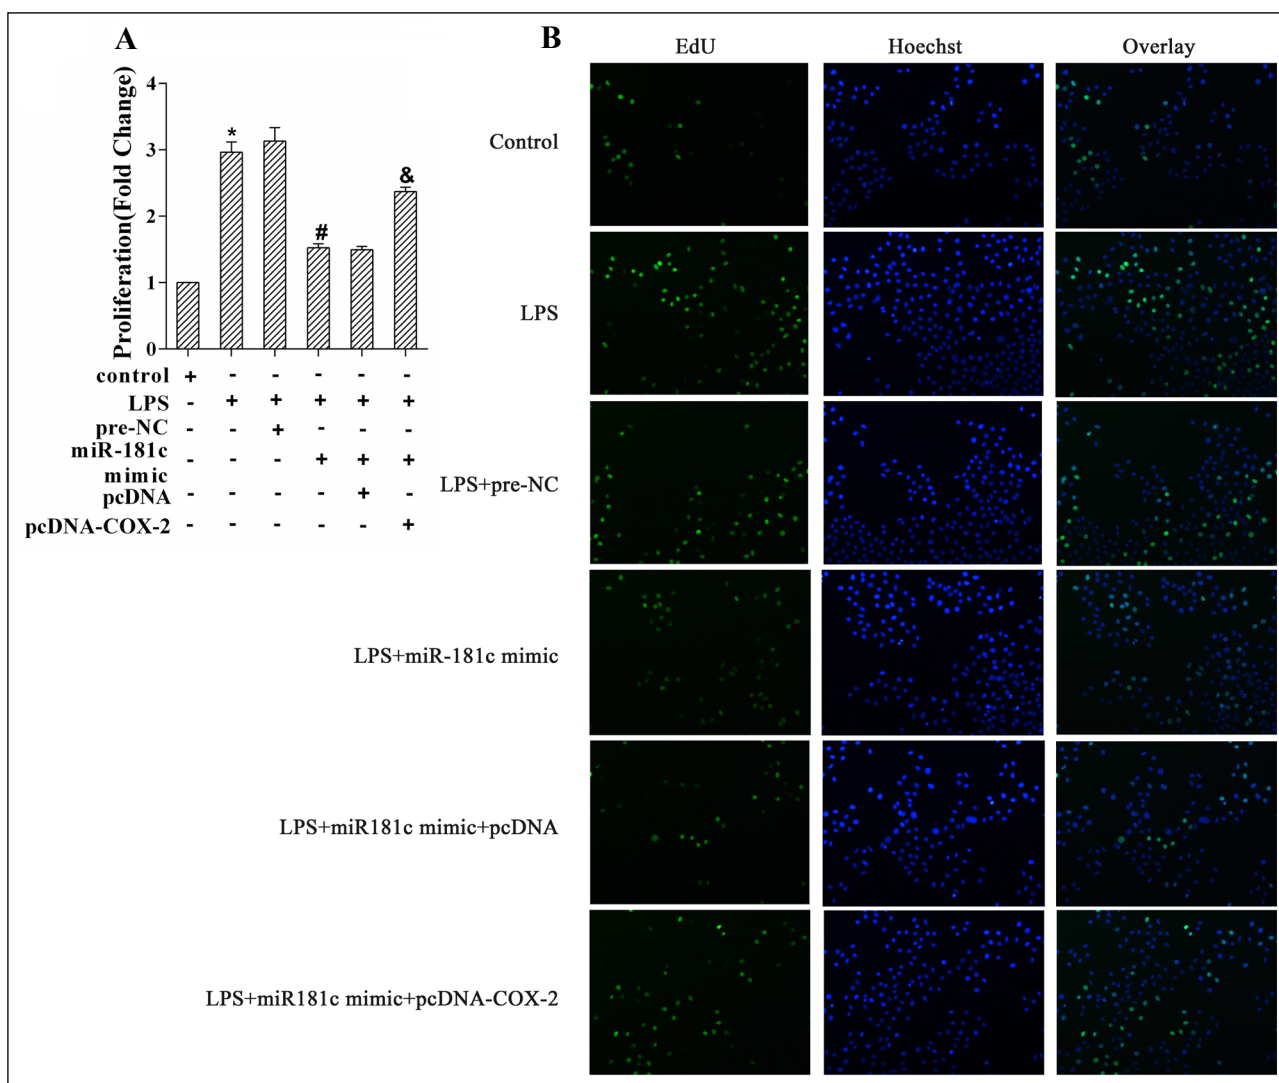 A
Proliferation(Fold Change)
4
3
2
1
0
*
#
&
control + - - - - -
LPS - + + + + +
pre-NC - - + - - -
miR-181c
mimic - - - + + +
pcDNA - - - - + -
pcDNA-COX-2 - - - - - +
B
EdU Hoechst Overlay
Control
LPS
LPS+pre-NC
LPS+miR-181c mimic
LPS+miR181c mimic+pcDNA
LPS+miR181c mimic+pcDNA-COX-2